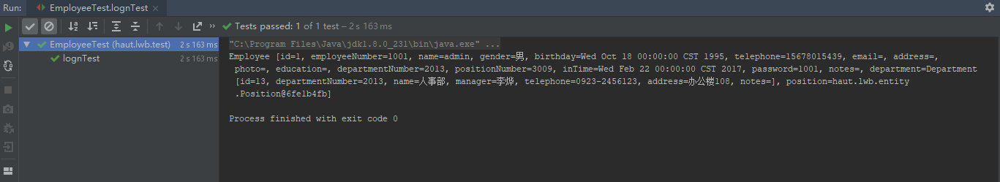 Run: EmployeeTest.lognTest ×
Tests passed: 1 of 1 test – 2 s 163 ms
EmployeeTest (haut.lwb.test) 2 s 163 ms
lognTest 2 s 163 ms
"C:\Program Files\Java\jdk1.8.0_231\bin\java.exe" ...
Employee [id=1, employeeNumber=1001, name=admin, gender=男, birthday=Wed Oct 18 00:00:00 CST 1995, telephone=15678015439, email=, address=,
photo=, education=, departmentNumber=2013, positionNumber=3009, inTime=Wed Feb 22 00:00:00 CST 2017, password=1001, notes=, department=Department
[id=13, departmentNumber=2013, name=人事部, manager=李烨, telephone=0923-2456123, address=办公楼108, notes=], position=haut.lwb.entity
.Position@6fe1b4fb]
Process finished with exit code 0